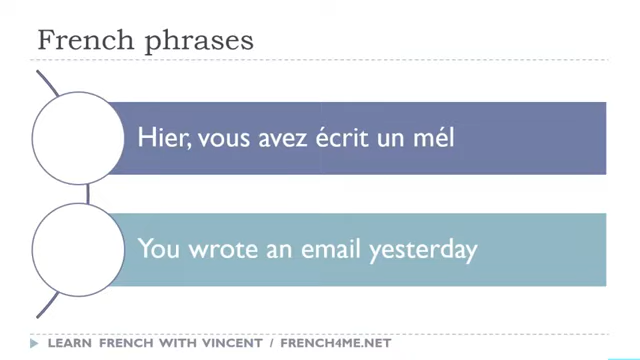 French phrases
Hier, vous avez écrit un mél
You wrote an email yesterday
LEARN FRENCH WITH VINCENT / FRENCH4ME.NET